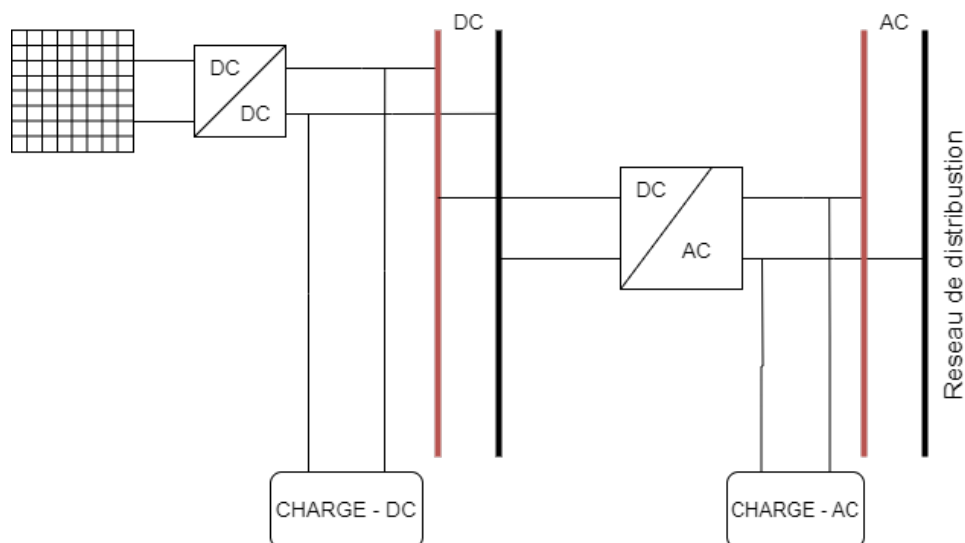 DC
AC
DC
DC
DC
AC
Reseau de distribustion
CHARGE - DC
CHARGE - AC